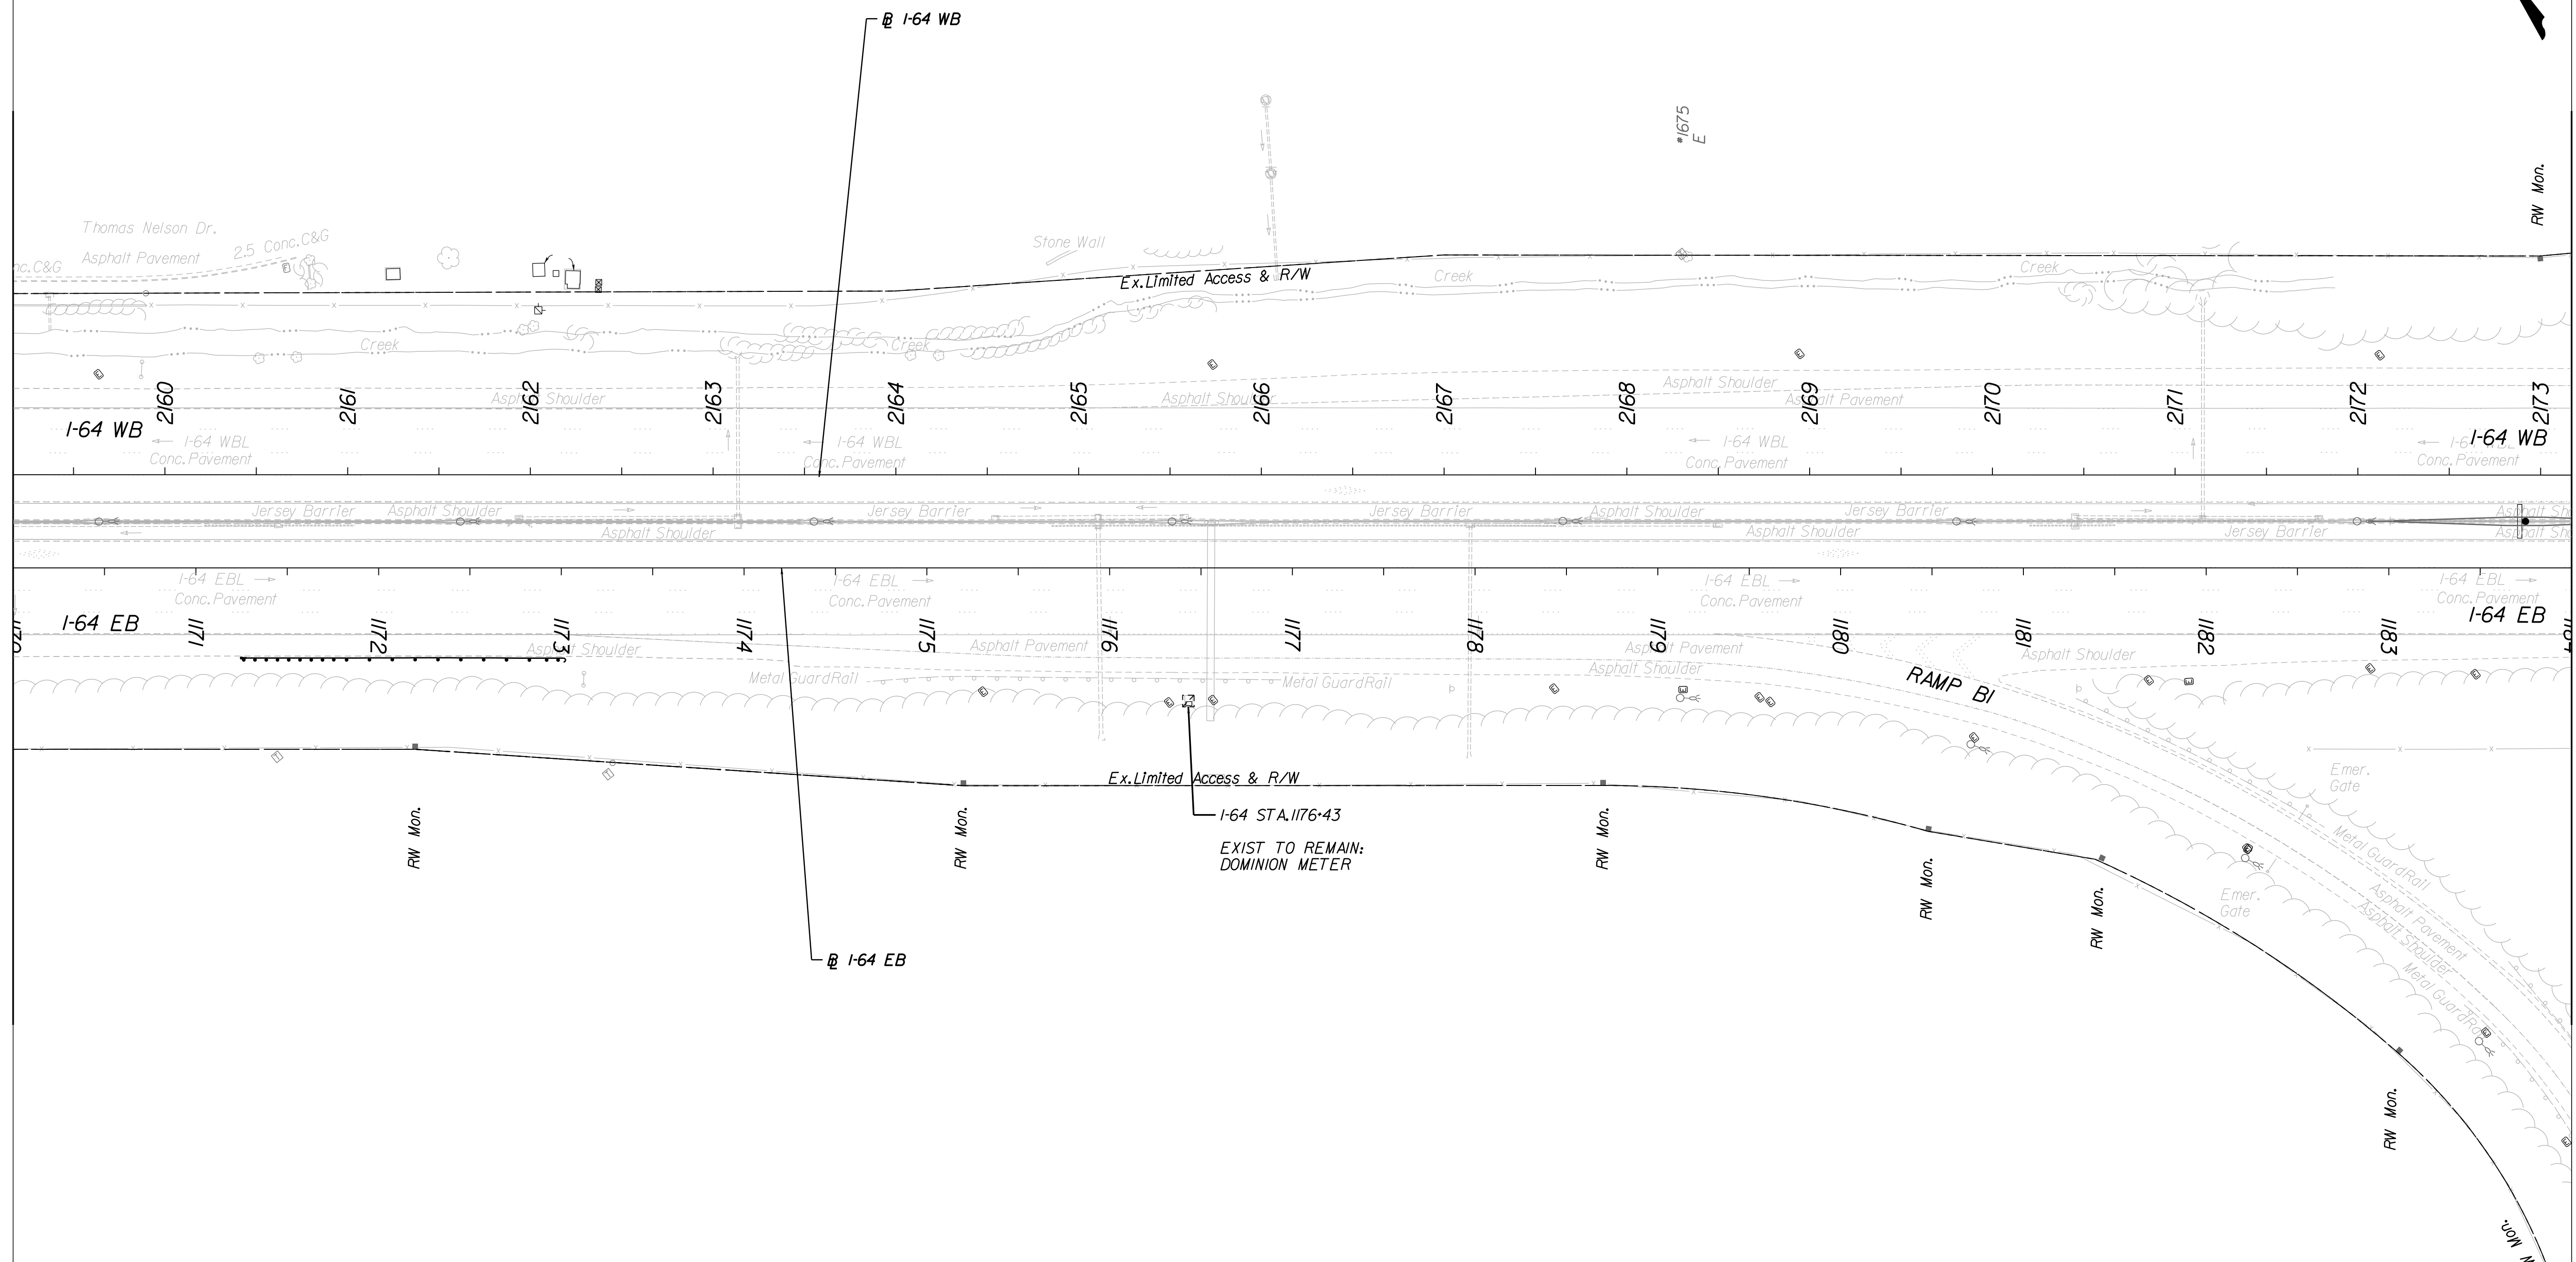 BL I-64 WB
#1675
E
RW Mon.
Thomas Nelson Dr.
2.5 Conc.C&G
Asphalt Pavement
nc.C&G
Stone Wall
Ex.Limited Access & R/W
Creek
Creek
Creek
Creek
2160
2161
2162
2163
2164
2165
2166
2167
2168
2169
2170
2171
2172
2173
Asphalt Shoulder
Asphalt Shoulder
Asphalt Shoulder
Asphalt Pavement
I-64 WB
I-64 WBL
Conc.Pavement
I-64 WBL
Conc.Pavement
I-64 WBL
Conc.Pavement
I-64 WB
Conc.Pavement
Jersey Barrier
Asphalt Shoulder
Jersey Barrier
Jersey Barrier
Asphalt Shoulder
Jersey Barrier
Asphalt Sh
Asphalt Shoulder
Asphalt Shoulder
Jersey Barrier
Asphalt Sh
I-64 EBL
Conc.Pavement
I-64 EBL
Conc.Pavement
I-64 EBL
Conc.Pavement
I-64 EBL
Conc.Pavement
I-64 EB
I-64 EB
1171
1172
1173
1174
1175
1176
1177
1178
1179
1180
1181
1182
1183
Asphalt Shoulder
Asphalt Pavement
Asphalt Pavement
Asphalt Shoulder
Asphalt Shoulder
Metal GuardRail
Metal GuardRail
RAMP B1
Ex.Limited Access & R/W
I-64 STA.1176+43
EXIST TO REMAIN:
DOMINION METER
RW Mon.
RW Mon.
RW Mon.
RW Mon.
RW Mon.
RW Mon.
Emer.
Gate
Emer.
Gate
Metal GuardRail
Asphalt Pavement
Asphalt Shoulder
Metal GuardRail
BL I-64 EB
Mon.